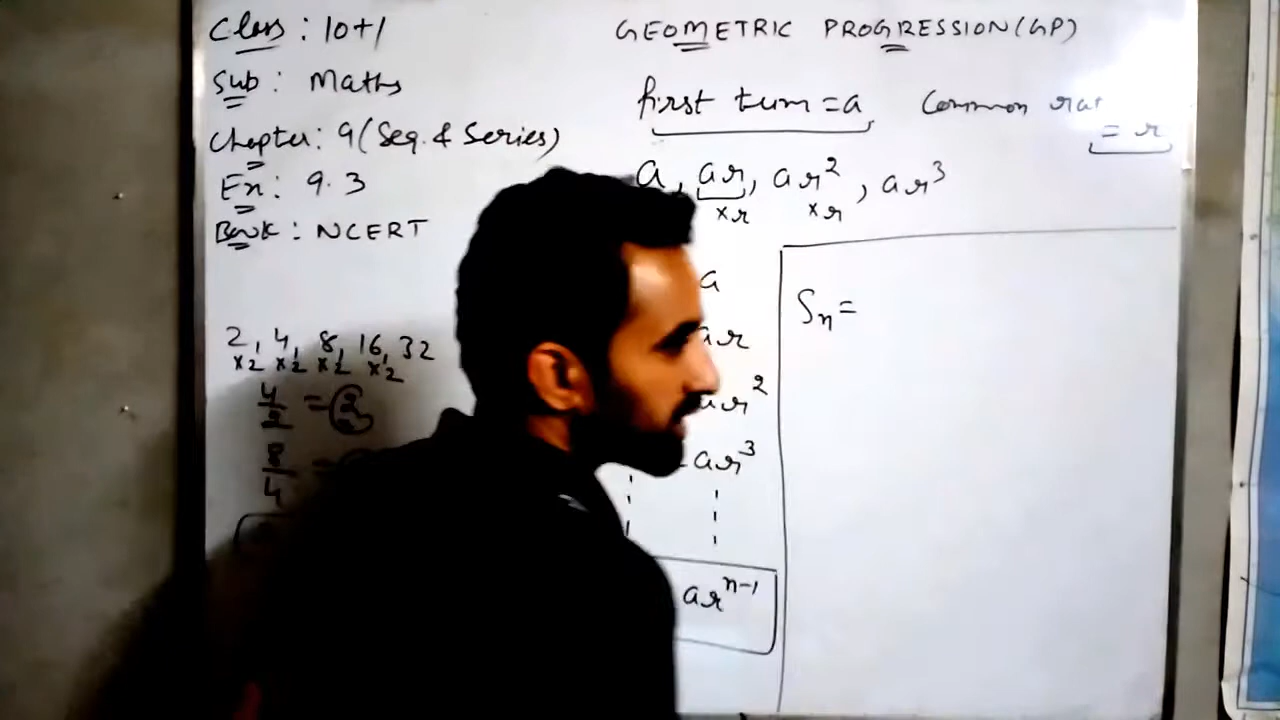 Class : 10+1
Sub : Maths
Chapter : 9 (Seq. & Series)
Ex : 9.3
Book : NCERT
2, 4, 8, 16, 32
×2 ×2 ×2 ×2
4/2 = 2
8/4 =
GEOMETRIC PROGRESSION (GP)
first term = a, Common rat
= r
a, ar, ar², ar³
×r ×r
a
ar
ar²
ar³
arⁿ⁻¹
Sₙ =